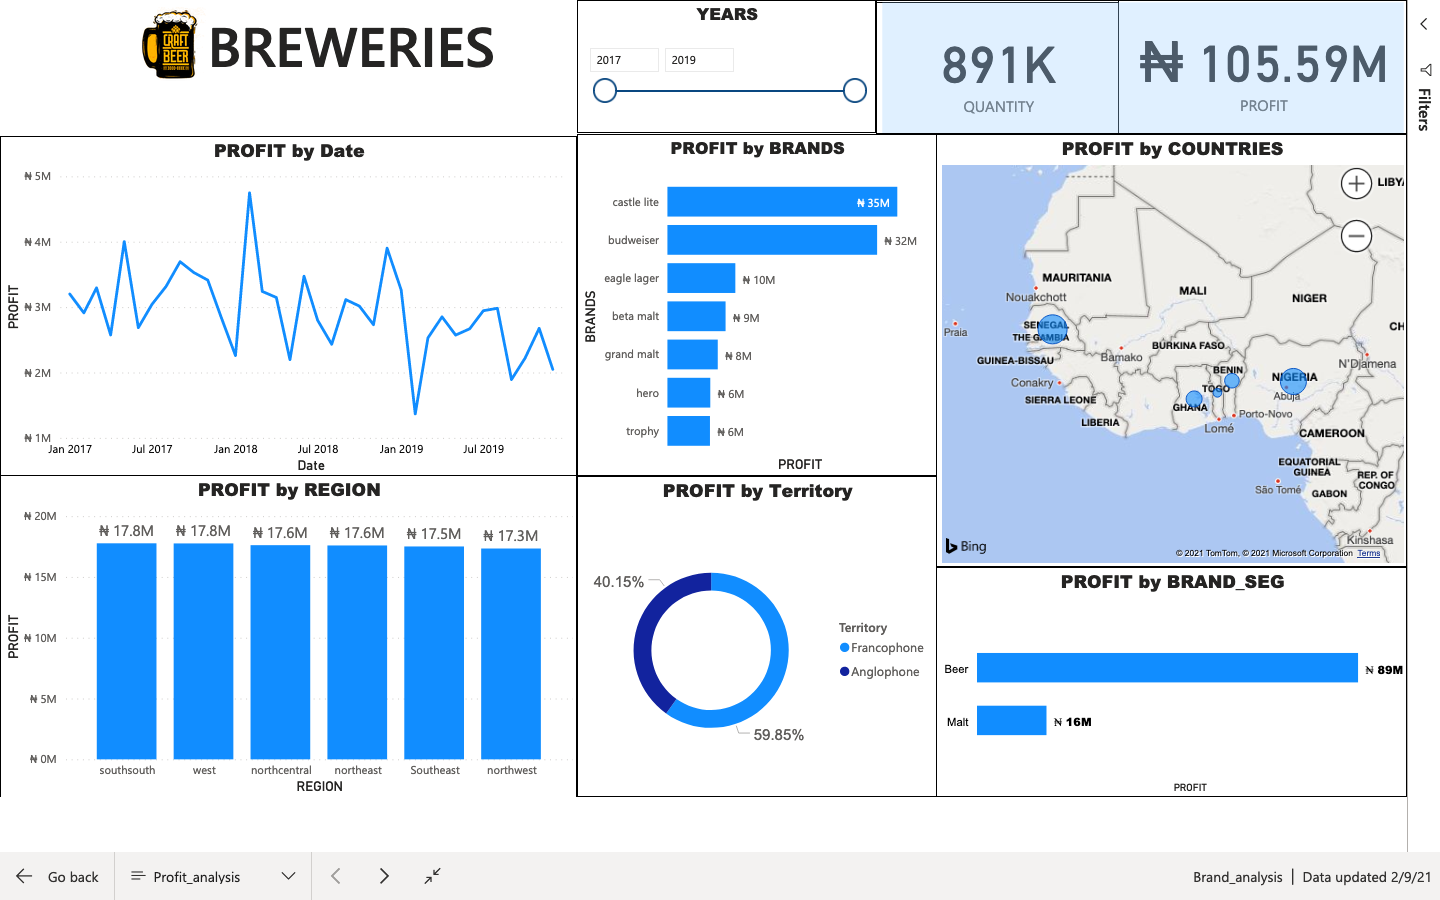 CRAFT
BEER
BREWERIES
YEARS
2017
2019
891K
QUANTITY
₦ 105.59M
PROFIT
Filters
PROFIT by Date
PROFIT
₦ 5M
₦ 4M
₦ 3M
₦ 2M
₦ 1M
Jan 2017
Jul 2017
Jan 2018
Jul 2018
Jan 2019
Jul 2019
Date
PROFIT by BRANDS
BRANDS
castle lite
₦ 35M
budweiser
₦ 32M
eagle lager
₦ 10M
beta malt
₦ 9M
grand malt
₦ 8M
hero
₦ 6M
trophy
₦ 6M
PROFIT
PROFIT by COUNTRIES
LIBYA
MAURITANIA
Nouakchott
MALI
NIGER
CH
Praia
SENEGAL
THE GAMBIA
BURKINA FASO
GUINEA-BISSAU
Bamako
N'Djamena
BENIN
NIGERIA
Conakry
TOGO
Abuja
SIERRA LEONE
GHANA
Porto-Novo
LIBERIA
Lomé
CAMEROON
EQUATORIAL
GUINEA
REP. OF
CONGO
São Tomé
GABON
Kinshasa
Bing
© 2021 TomTom, © 2021 Microsoft Corporation Terms
PROFIT by REGION
PROFIT
₦ 20M
₦ 15M
₦ 10M
₦ 5M
₦ 0M
₦ 17.8M
₦ 17.8M
₦ 17.6M
₦ 17.6M
₦ 17.5M
₦ 17.3M
southsouth
west
northcentral
northeast
Southeast
northwest
REGION
PROFIT by Territory
40.15%
59.85%
Territory
Francophone
Anglophone
PROFIT by BRAND_SEG
Beer
₦ 89M
Malt
₦ 16M
PROFIT
Go back
Profit_analysis
Brand_analysis | Data updated 2/9/21